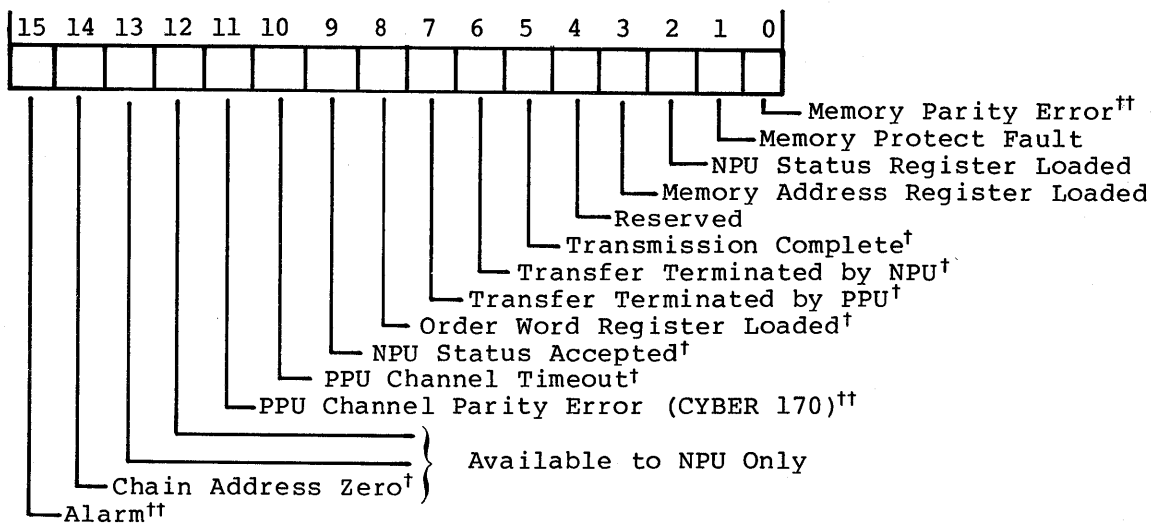 15 14 13 12 11 10 9 8 7 6 5 4 3 2 1 0
Memory Parity Error††
Memory Protect Fault
NPU Status Register Loaded
Memory Address Register Loaded
Reserved
Transmission Complete†
Transfer Terminated by NPU†
Transfer Terminated by PPU†
Order Word Register Loaded†
NPU Status Accepted†
PPU Channel Timeout†
PPU Channel Parity Error (CYBER 170)††
Available to NPU Only
Chain Address Zero†
Alarm††